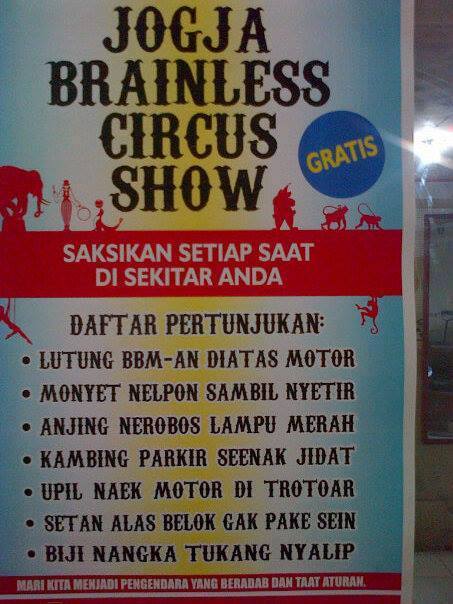 JOGJA
BRAINLESS
CIRCUS
SHOW
GRATIS
SAKSIKAN SETIAP SAAT
DI SEKITAR ANDA
DAFTAR PERTUNJUKAN:
• LUTUNG BBM-AN DIATAS MOTOR
• MONYET NELPON SAMBIL NYETIR
• ANJING NEROBOS LAMPU MERAH
• KAMBING PARKIR SEENAK JIDAT
• UPIL NAEK MOTOR DI TROTOAR
• SETAN ALAS BELOK GAK PAKE SEIN
• BIJI NANGKA TUKANG NYALIP
MARI KITA MENJADI PENGENDARA YANG BERADAB DAN TAAT ATURAN.